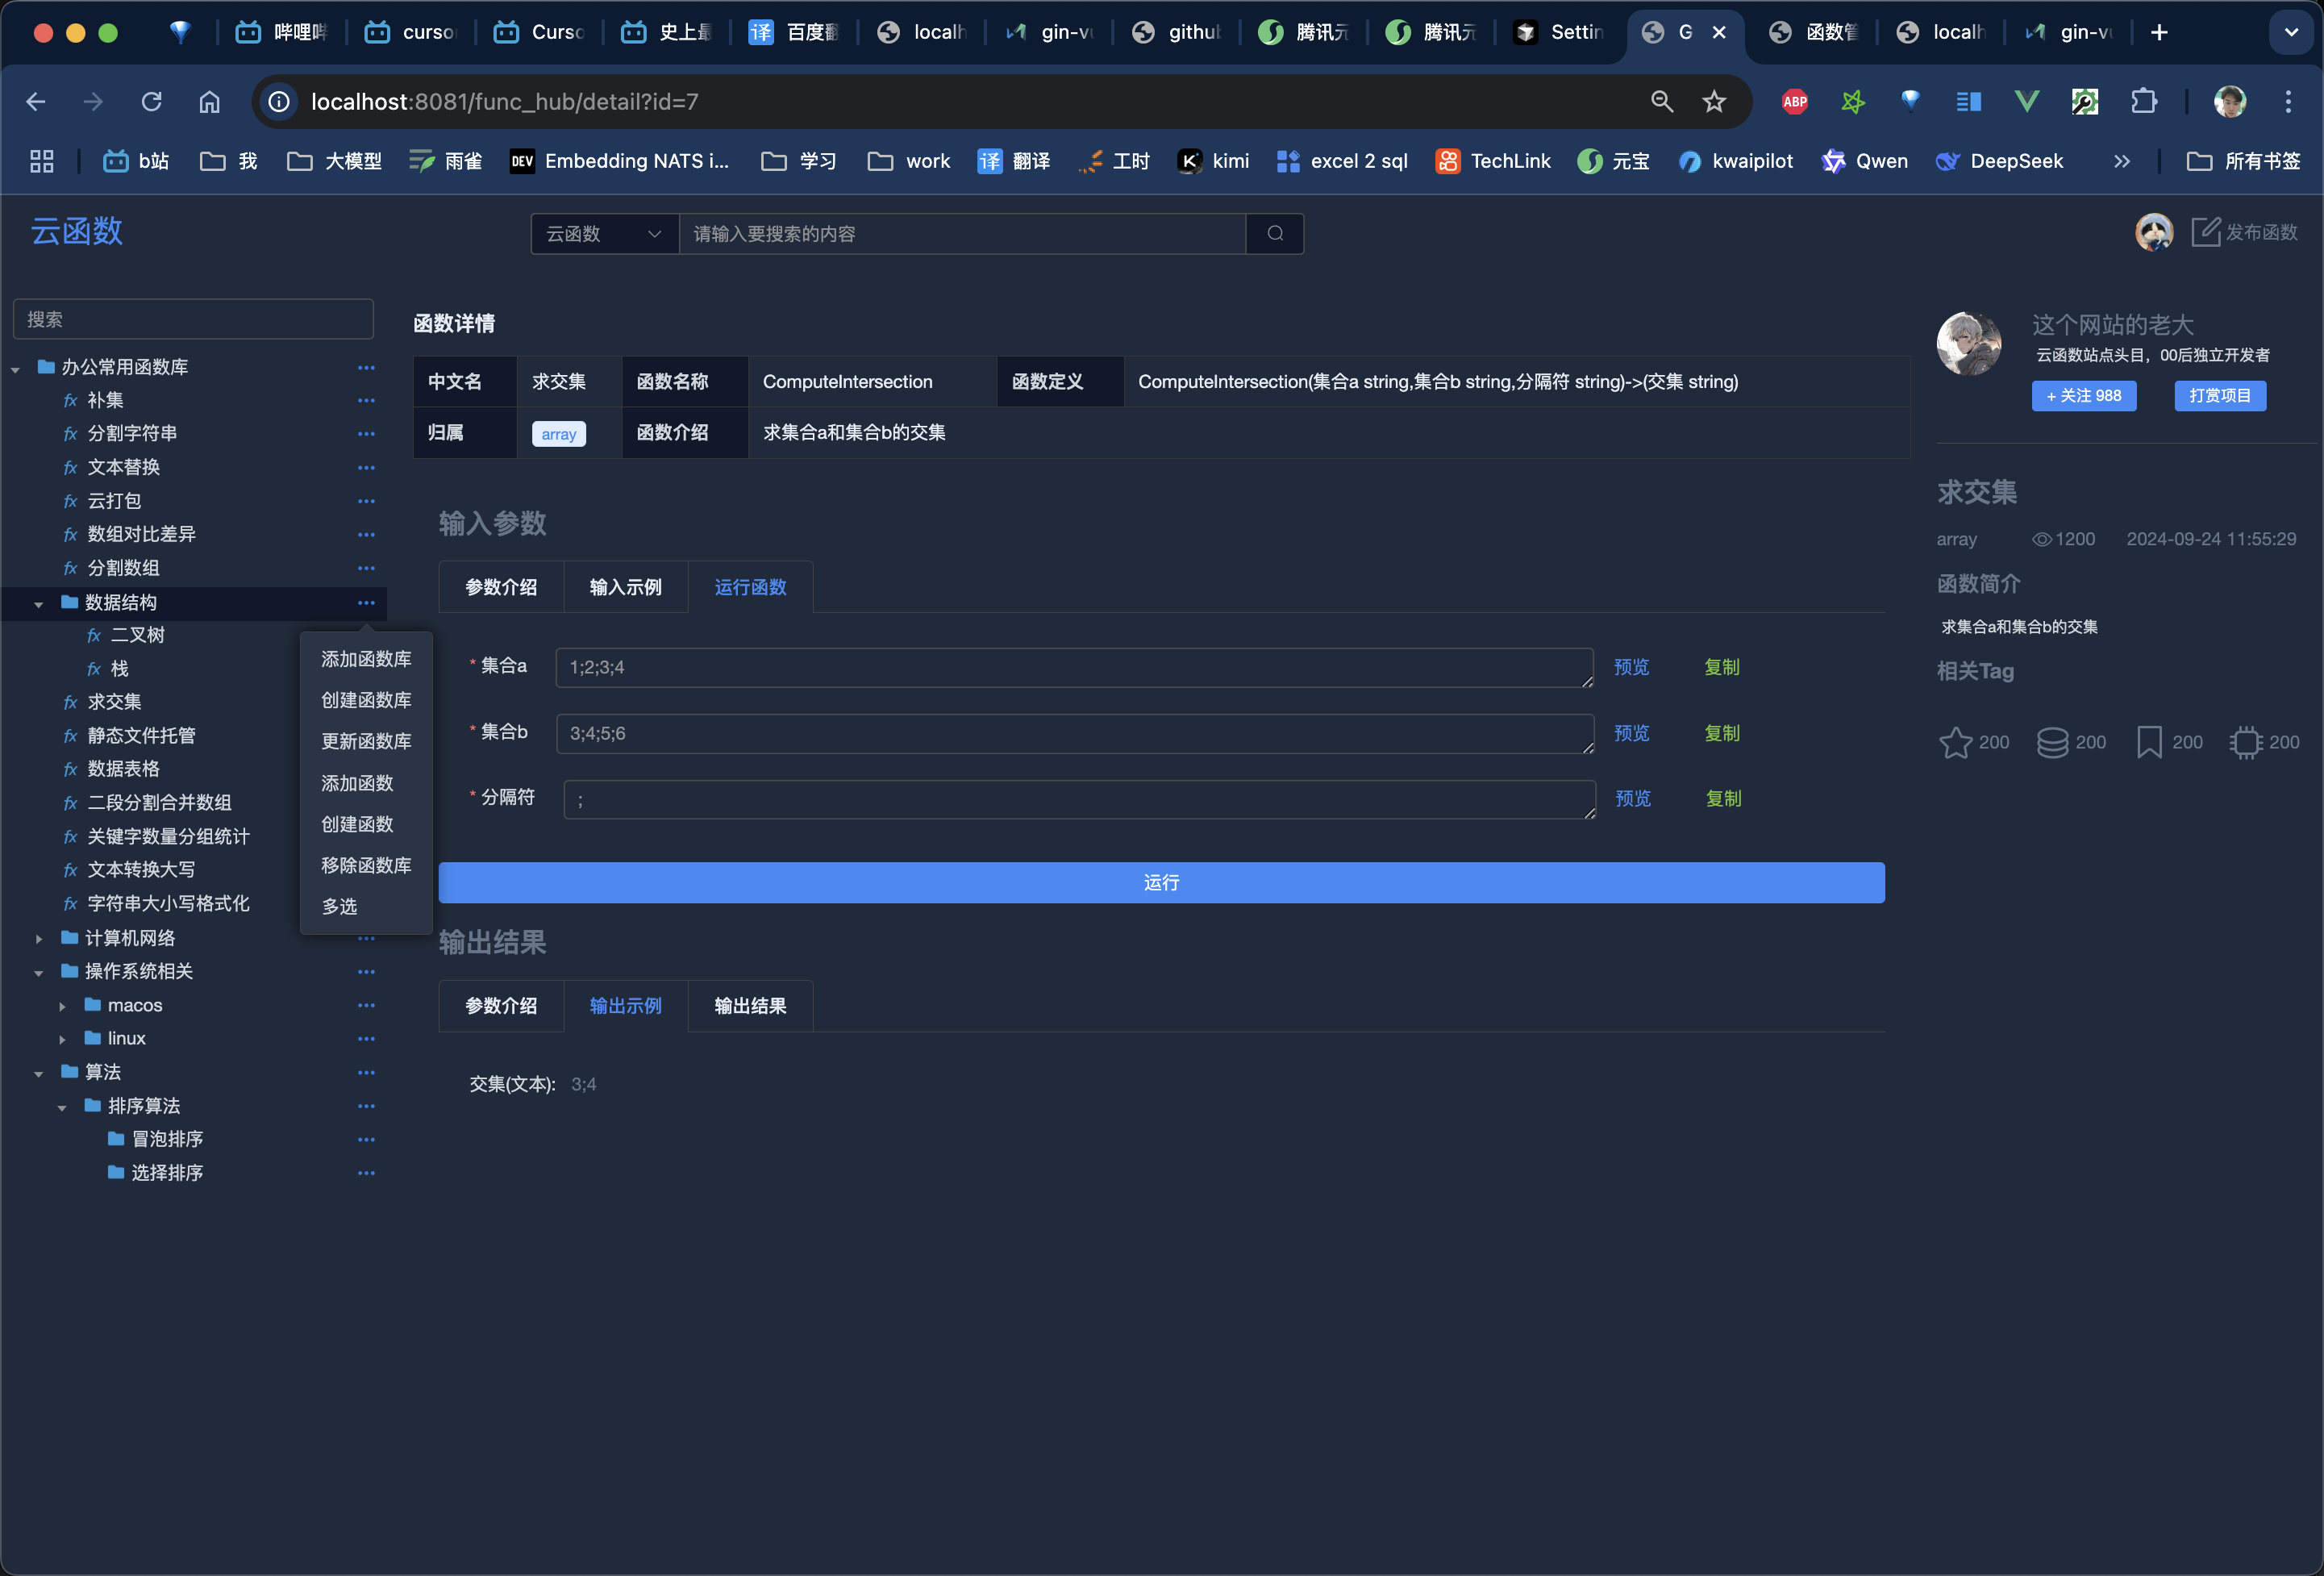 哔哩哔
curso
Curso
史上最
百度翻
localh
gin-vu
github
腾讯元
腾讯元
Settin
G
函数管
localh
gin-vu
localhost:8081/func_hub/detail?id=7
ABP
b站
我
大模型
雨雀
DEV
Embedding NATS i...
学习
work
译 翻译
工时
kimi
excel 2 sql
TechLink
元宝
kwaipilot
Qwen
DeepSeek
所有书签
云函数
云函数
请输入要搜索的内容
发布函数
搜索
办公常用函数库
fx 补集
fx 分割字符串
fx 文本替换
fx 云打包
fx 数组对比差异
fx 分割数组
数据结构
fx 二叉树
fx 栈
fx 求交集
fx 静态文件托管
fx 数据表格
fx 二段分割合并数组
fx 关键字数量分组统计
fx 文本转换大写
fx 字符串大小写格式化
计算机网络
操作系统相关
macos
linux
算法
排序算法
冒泡排序
选择排序
添加函数库
创建函数库
更新函数库
添加函数
创建函数
移除函数库
多选
函数详情
中文名 求交集 函数名称 ComputeIntersection 函数定义 ComputeIntersection(集合a string,集合b string,分隔符 string)->(交集 string)
归属 array 函数介绍 求集合a和集合b的交集
输入参数
参数介绍 输入示例 运行函数
* 集合a 1;2;3;4 预览 复制
* 集合b 3;4;5;6 预览 复制
* 分隔符 ; 预览 复制
运行
输出结果
参数介绍 输出示例 输出结果
交集(文本): 3;4
这个网站的老大
云函数站点头目，00后独立开发者
+ 关注 988
打赏项目
求交集
array 1200 2024-09-24 11:55:29
函数简介
求集合a和集合b的交集
相关Tag
200 200 200 200